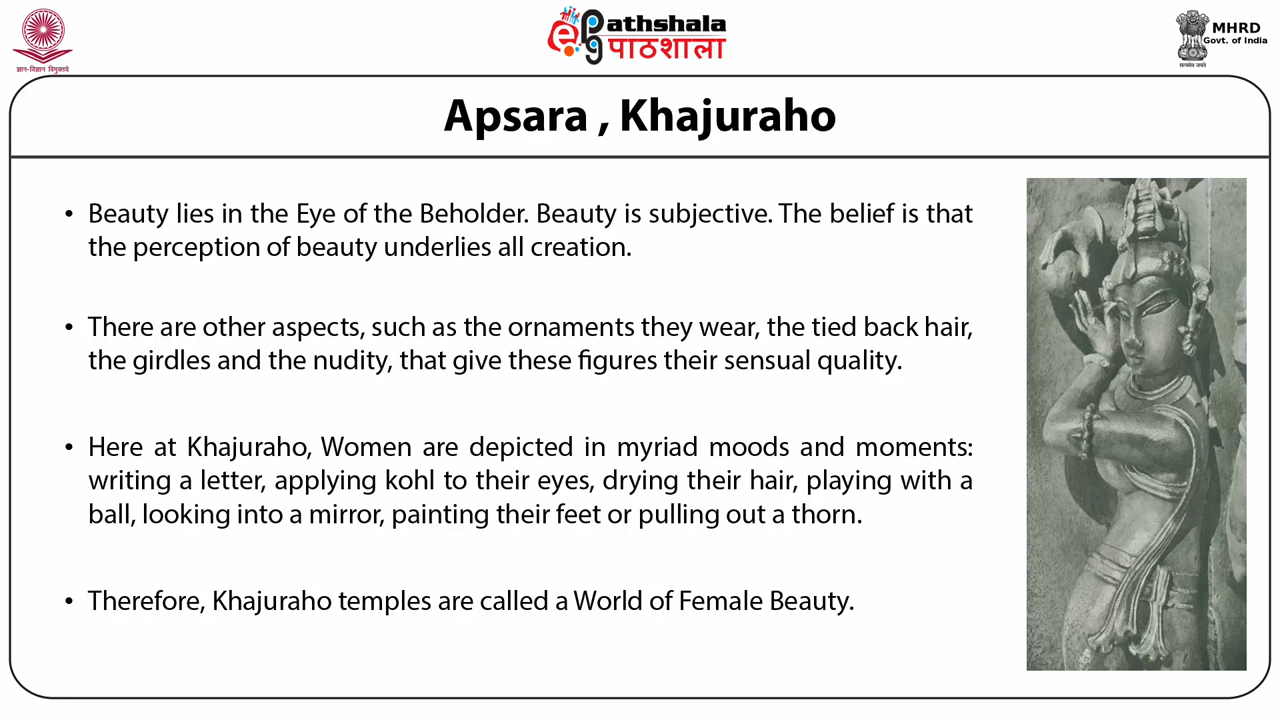 ज्ञान-विज्ञान विमुक्तये
ePathshala
पाठशाला
MHRD
Govt. of India
सत्यमेव जयते
Apsara , Khajuraho
• Beauty lies in the Eye of the Beholder. Beauty is subjective. The belief is that
the perception of beauty underlies all creation.
• There are other aspects, such as the ornaments they wear, the tied back hair,
the girdles and the nudity, that give these figures their sensual quality.
• Here at Khajuraho, Women are depicted in myriad moods and moments:
writing a letter, applying kohl to their eyes, drying their hair, playing with a
ball, looking into a mirror, painting their feet or pulling out a thorn.
• Therefore, Khajuraho temples are called a World of Female Beauty.